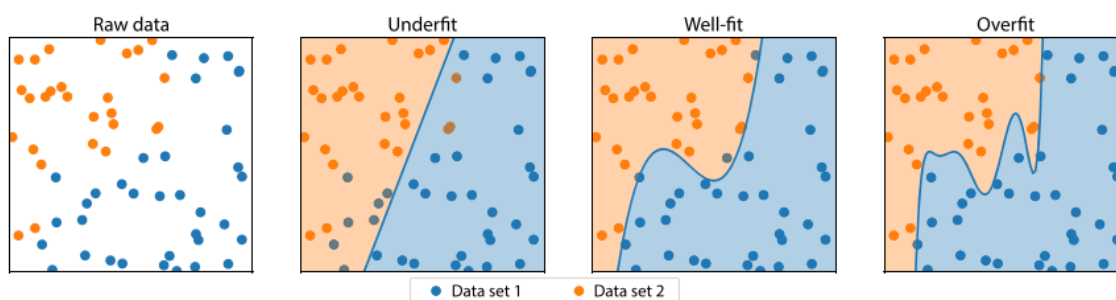 Raw data
Underfit
Well-fit
Overfit
Data set 1
Data set 2